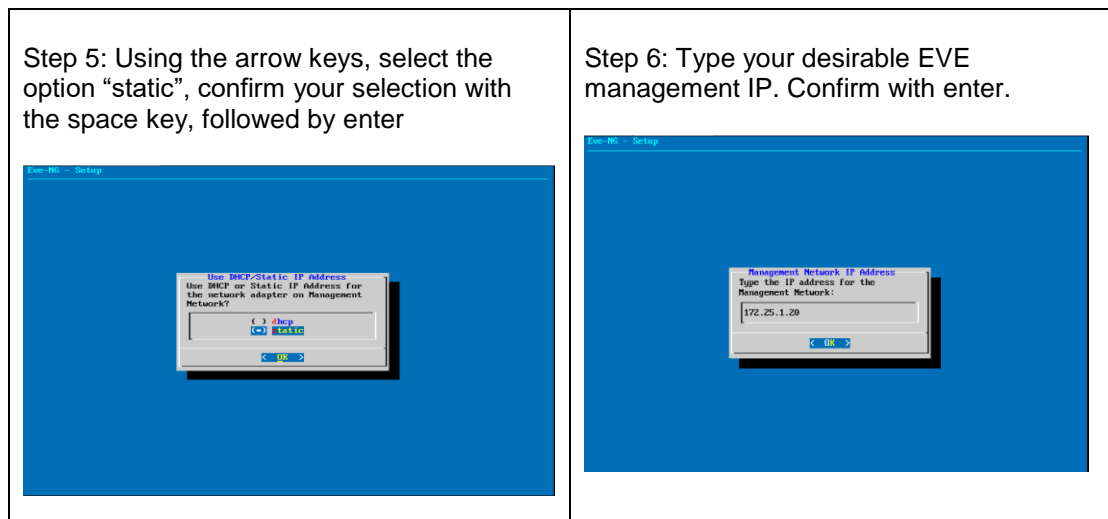 Step 5: Using the arrow keys, select the
option “static”, confirm your selection with
the space key, followed by enter
Eve-NG - Setup
Use DHCP/Static IP Address
Use DHCP or Static IP Address for
the network adapter on Management
Network?
( ) dhcp
(*) static
< OK >
Step 6: Type your desirable EVE
management IP. Confirm with enter.
Eve-NG - Setup
Management Network IP Address
Type the IP address for the
Management Network:
172.25.1.20
< OK >